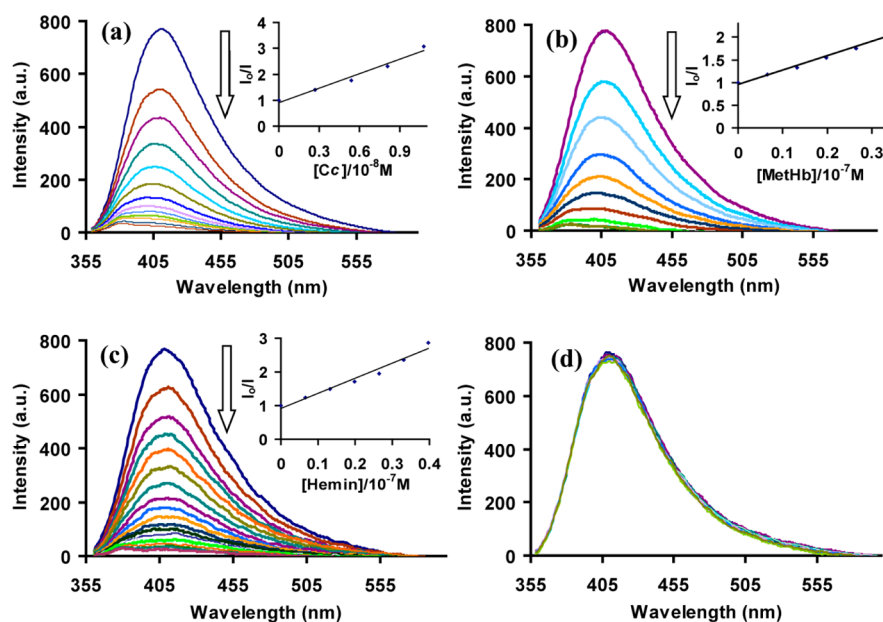 (a)
Intensity (a.u.)
800
600
400
200
0
355 405 455 505 555
Wavelength (nm)
I₀/I
4
3
2
1
0
0 0.3 0.6 0.9
[Cc]/10⁻⁸M
(b)
Intensity (a.u.)
800
600
400
200
0
355 405 455 505 555
Wavelength (nm)
I₀/I
2
1.5
1
0.5
0
0 0.1 0.2 0.3
[MetHb]/10⁻⁷M
(c)
Intensity (a.u.)
800
600
400
200
0
355 405 455 505 555
Wavelength (nm)
I₀/I
3
2
1
0
0 0.1 0.2 0.3 0.4
[Hemin]/10⁻⁷M
(d)
Intensity (a.u.)
800
600
400
200
0
355 405 455 505 555
Wavelength (nm)